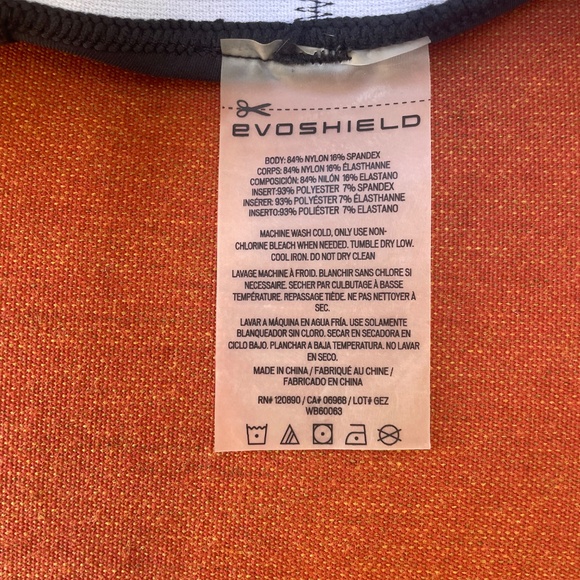 EVOSHIELD
BODY: 84% NYLON 16% SPANDEX
CORPS: 84% NYLON 16% ÉLASTHANNE
COMPOSICIÓN: 84% NILÓN 16% ELASTANO
INSERT:93% POLYESTER 7% SPANDEX
INSÉRER: 93% POLYÉSTER 7% ÉLASTHANNE
INSERTO:93% POLIÉSTER 7% ELASTANO
MACHINE WASH COLD, ONLY USE NON-
CHLORINE BLEACH WHEN NEEDED. TUMBLE DRY LOW.
COOL IRON. DO NOT DRY CLEAN
LAVAGE MACHINE À FROID. BLANCHIR SANS CHLORE SI
NECESSAIRE. SECHER PAR CULBUTAGE À BASSE
TEMPÉRATURE. REPASSAGE TIÈDE. NE PAS NETTOYER À
SEC.
LAVAR A MÁQUINA EN AGUA FRÍA. USE SOLAMENTE
BLANQUEADOR SIN CLORO. SECAR EN SECADORA EN
CICLO BAJO. PLANCHAR A BAJA TEMPERATURA. NO LAVAR
EN SECO.
MADE IN CHINA / FABRIQUÉ AU CHINE /
FABRICADO EN CHINA
RN# 120890 / CA# 06968 / LOT# GEZ
WB60063